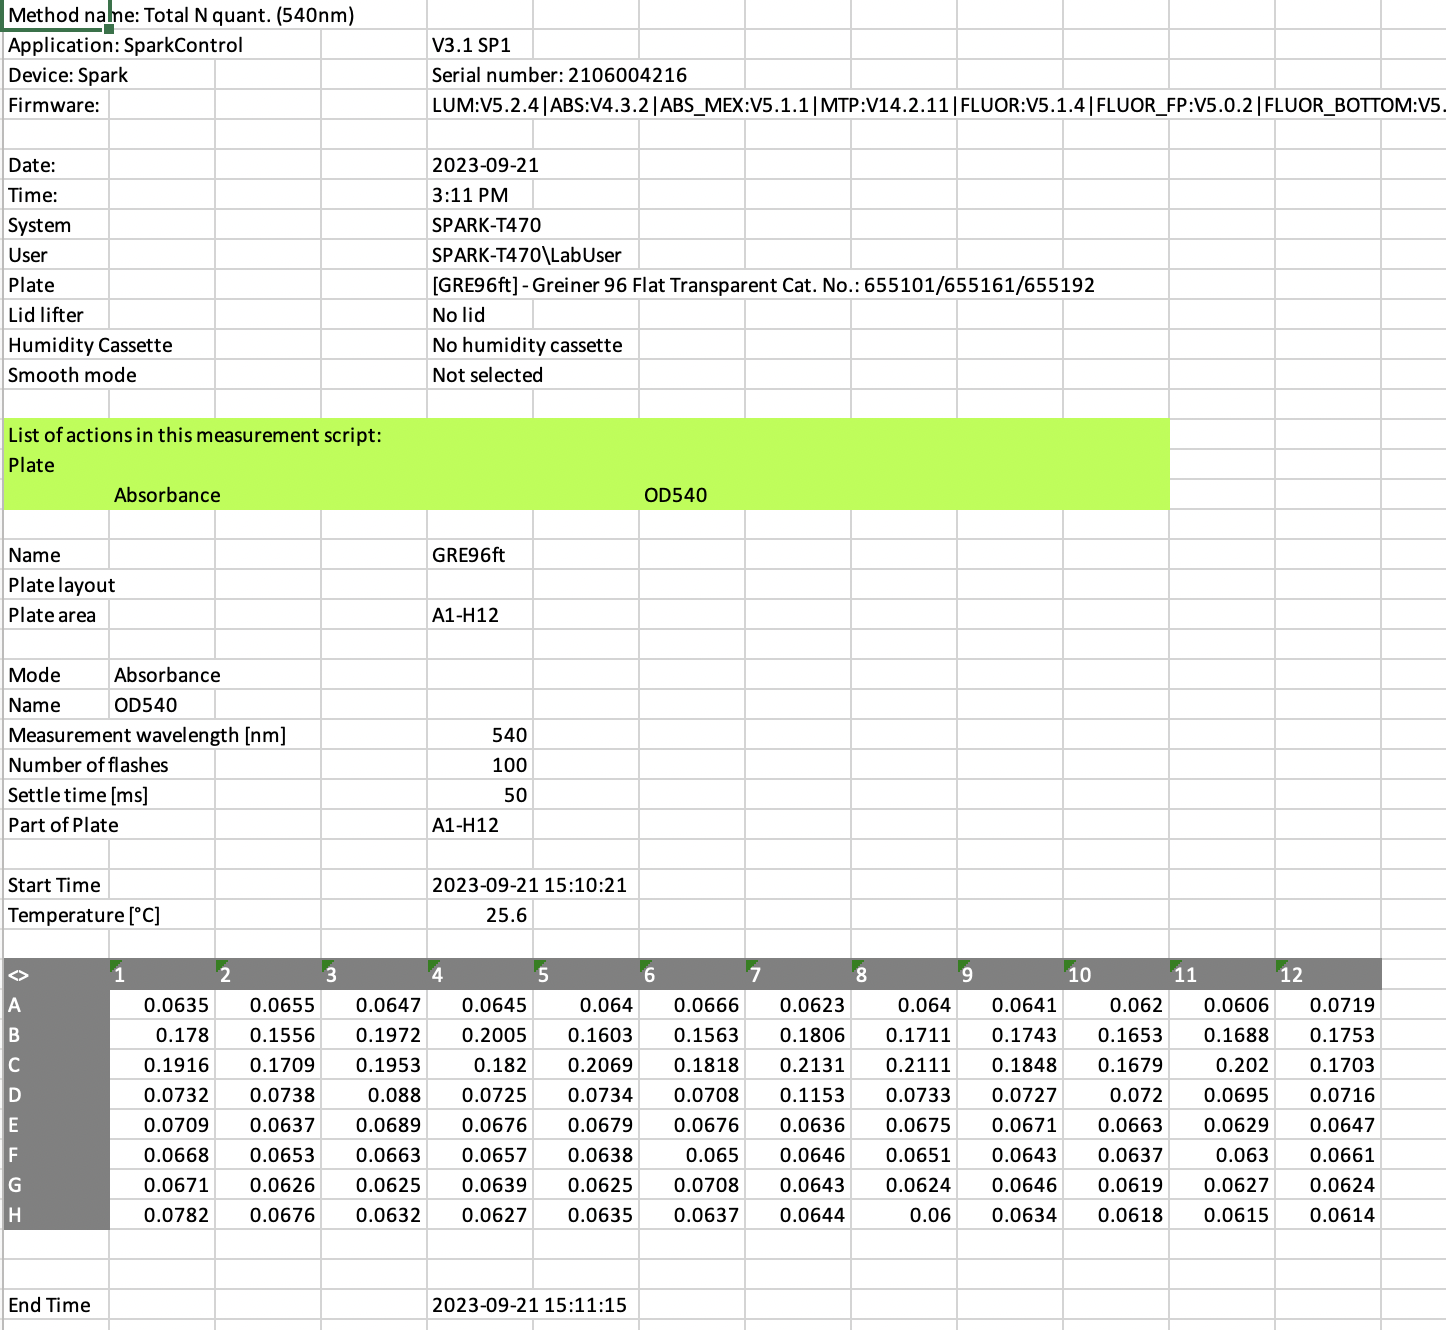 Method name: Total N quant. (540nm)
Application: SparkControl V3.1 SP1
Device: Spark Serial number: 2106004216
Firmware: LUM:V5.2.4|ABS:V4.3.2|ABS_MEX:V5.1.1|MTP:V14.2.11|FLUOR:V5.1.4|FLUOR_FP:V5.0.2|FLUOR_BOTTOM:V5.
Date: 2023-09-21
Time: 3:11 PM
System SPARK-T470
User SPARK-T470\LabUser
Plate [GRE96ft] - Greiner 96 Flat Transparent Cat. No.: 655101/655161/655192
Lid lifter No lid
Humidity Cassette No humidity cassette
Smooth mode Not selected
List of actions in this measurement script:
Plate
Absorbance OD540
Name GRE96ft
Plate layout
Plate area A1-H12
Mode Absorbance
Name OD540
Measurement wavelength [nm] 540
Number of flashes 100
Settle time [ms] 50
Part of Plate A1-H12
Start Time 2023-09-21 15:10:21
Temperature [°C] 25.6
<> 1 2 3 4 5 6 7 8 9 10 11 12
A 0.0635 0.0655 0.0647 0.0645 0.064 0.0666 0.0623 0.064 0.0641 0.062 0.0606 0.0719
B 0.178 0.1556 0.1972 0.2005 0.1603 0.1563 0.1806 0.1711 0.1743 0.1653 0.1688 0.1753
C 0.1916 0.1709 0.1953 0.182 0.2069 0.1818 0.2131 0.2111 0.1848 0.1679 0.202 0.1703
D 0.0732 0.0738 0.088 0.0725 0.0734 0.0708 0.1153 0.0733 0.0727 0.072 0.0695 0.0716
E 0.0709 0.0637 0.0689 0.0676 0.0679 0.0676 0.0636 0.0675 0.0671 0.0663 0.0629 0.0647
F 0.0668 0.0653 0.0663 0.0657 0.0638 0.065 0.0646 0.0651 0.0643 0.0637 0.063 0.0661
G 0.0671 0.0626 0.0625 0.0639 0.0625 0.0708 0.0643 0.0624 0.0646 0.0619 0.0627 0.0624
H 0.0782 0.0676 0.0632 0.0627 0.0635 0.0637 0.0644 0.06 0.0634 0.0618 0.0615 0.0614
End Time 2023-09-21 15:11:15